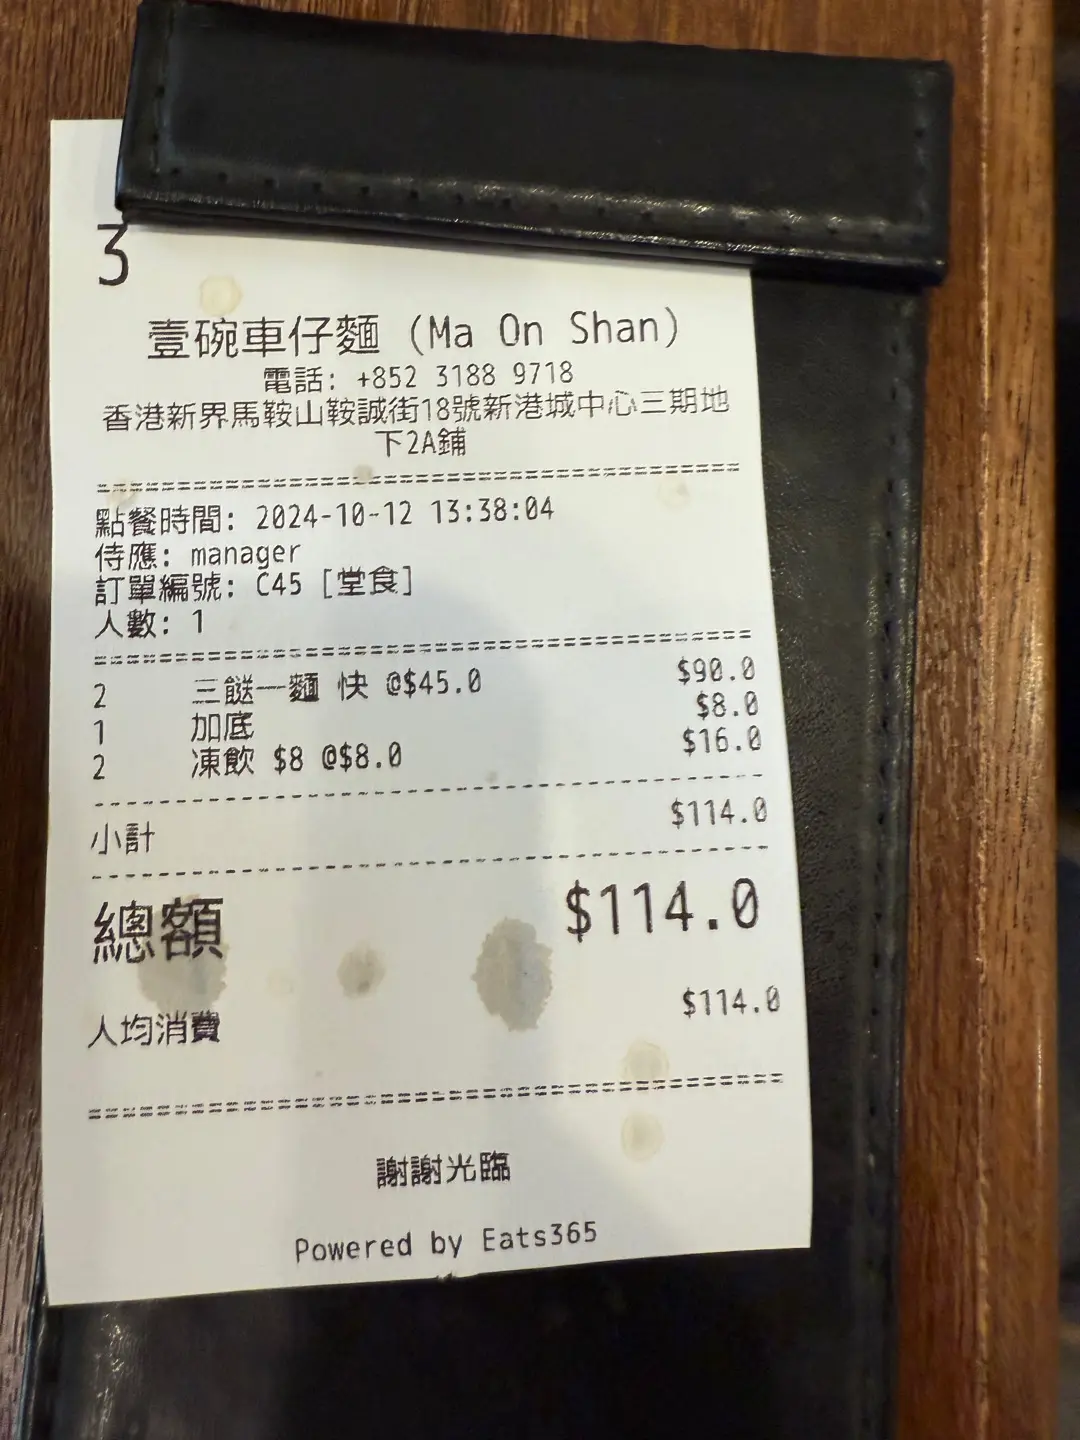 3
壹碗車仔麵 (Ma On Shan)
電話: +852 3188 9718
香港新界馬鞍山鞍誠街18號新港城中心三期地
下2A鋪
點餐時間: 2024-10-12 13:38:04
侍應: manager
訂單編號: C45 [堂食]
人數: 1
2 三餸一麵 快 @$45.0 $90.0
1 加底 $8.0
2 凍飲 $8 @$8.0 $16.0
小計 $114.0
總額 $114.0
人均消費 $114.0
謝謝光臨
Powered by Eats365